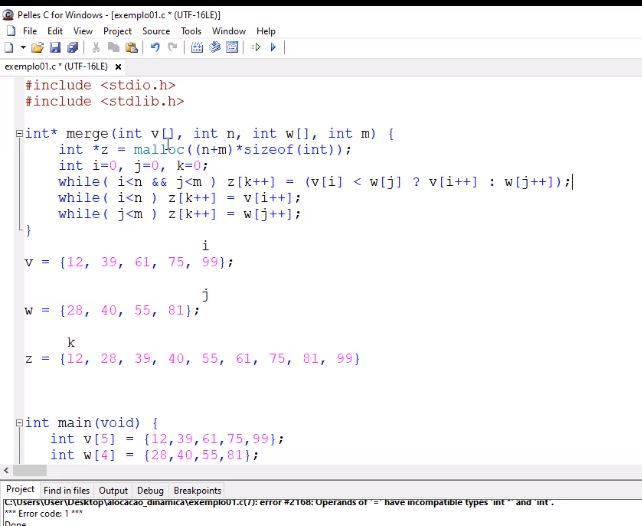 Pelles C for Windows - [exemplo01.c * (UTF-16LE)]
File Edit View Project Source Tools Window Help
exemplo01.c * (UTF-16LE) x
#include <stdio.h>
#include <stdlib.h>
int* merge(int v[], int n, int w[], int m) {
int *z = malloc((n+m)*sizeof(int));
int i=0, j=0, k=0;
while( i<n && j<m ) z[k++] = (v[i] < w[j] ? v[i++] : w[j++]);
while( i<n ) z[k++] = v[i++];
while( j<m ) z[k++] = w[j++];
}
i
v = {12, 39, 61, 75, 99};
j
w = {28, 40, 55, 81};
k
z = {12, 28, 39, 40, 55, 61, 75, 81, 99}
int main(void) {
int v[5] = {12,39,61,75,99};
int w[4] = {28,40,55,81};
Project Find in files Output Debug Breakpoints
C:\Users\User\Desktop\alocacao_dinamica\exemplo01.c(7): error #2168: Operands of '=' have incompatible types 'int *' and 'int'.
*** Error code: 1 ***
Done.